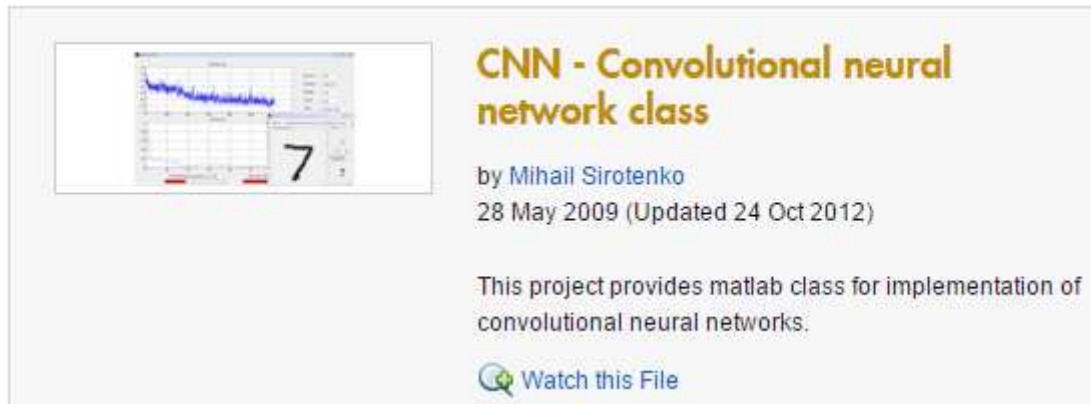 CNN - Convolutional neural
network class
by Mihail Sirotenko
28 May 2009 (Updated 24 Oct 2012)
This project provides matlab class for implementation of
convolutional neural networks.
Watch this File
7